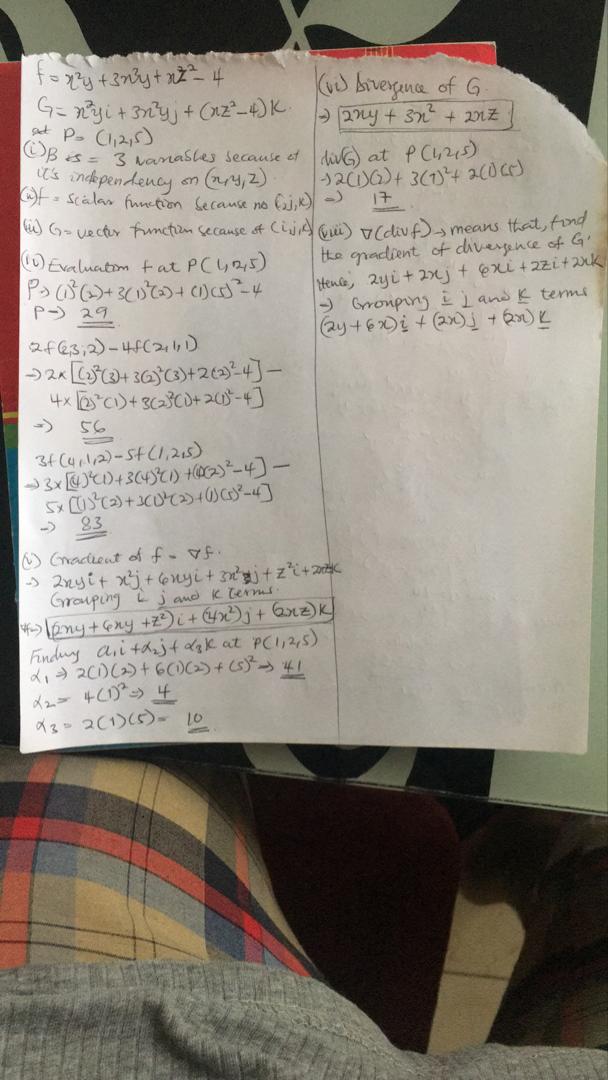 f = x²y + 3x²y + xz² - 4
G = x²yi + 3x²yj + (xz² - 4)K
at P = (1,2,5)
(i) B is = 3 variables because of
it's independency on (x,y,z)
(ii) f = scalar function because no (i,j,k)
(iii) G = vector function because of (i,j,k)
(iv) Evaluation f at P(1,2,5)
P → (1)²(2) + 3(1)²(2) + (1)(5)² - 4
P → 29
2f(2,3,2) - 4f(2,1,1)
→ 2x[(2)²(3) + 3(2)²(3) + 2(2)² - 4] -
4x[(2)²(1) + 3(2)²(1) + 2(1)² - 4]
⇒ 56
3f(4,1,2) - 5f(1,2,5)
→ 3x[(4)²(1) + 3(4)²(1) + (4)(2)² - 4] -
5x[(1)²(2) + 3(1)²(2) + (1)(5)² - 4]
→ 83
(v) Gradient of f = ∇f.
→ 2xyi + x²j + 6xyi + 3x²j + z²i + 2xzK
Grouping i j and K terms.
(2xy + 6xy + z²)i + (4x²)j + (2xz)K
Finding α₁i + α₂j + α₃k at P(1,2,5)
α₁ → 2(1)(2) + 6(1)(2) + (5)² → 41
α₂ = 4(1)² ⇒ 4
α₃ = 2(1)(5) = 10
(vi) Divergence of G.
→ 2xy + 3x² + 2xz
div(G) at P(1,2,5)
→ 2(1)(2) + 3(1)² + 2(1)(5)
⇒ 17
(viii) ∇(div f) → means that, find
the gradient of divergence of G.
Hence, 2yi + 2xj + 6xi + 2zi + 2xK
→ Grouping i j and K terms
(2y + 6x)i + (2x)j + (2x)K